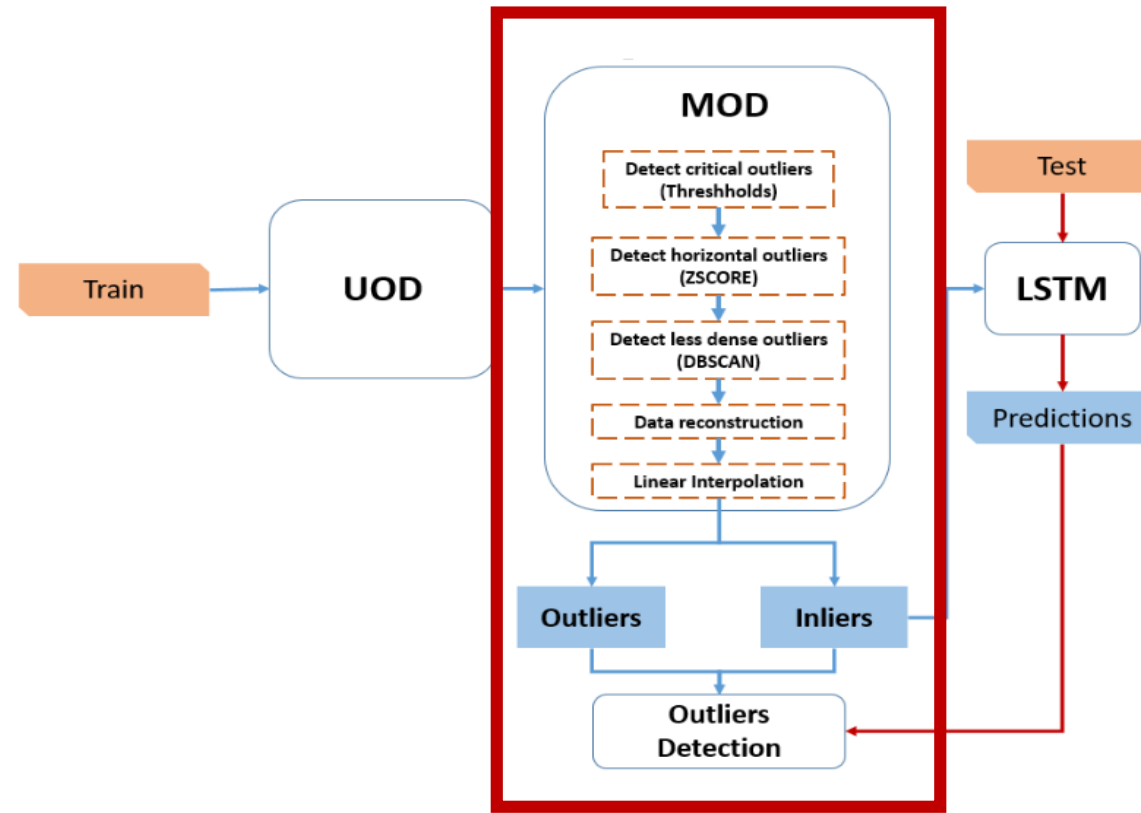 MOD
Detect critical outliers
(Threshholds)
Detect horizontal outliers
(ZSCORE)
Detect less dense outliers
(DBSCAN)
Data reconstruction
Linear Interpolation
Train
UOD
Test
LSTM
Predictions
Outliers
Inliers
Outliers
Detection